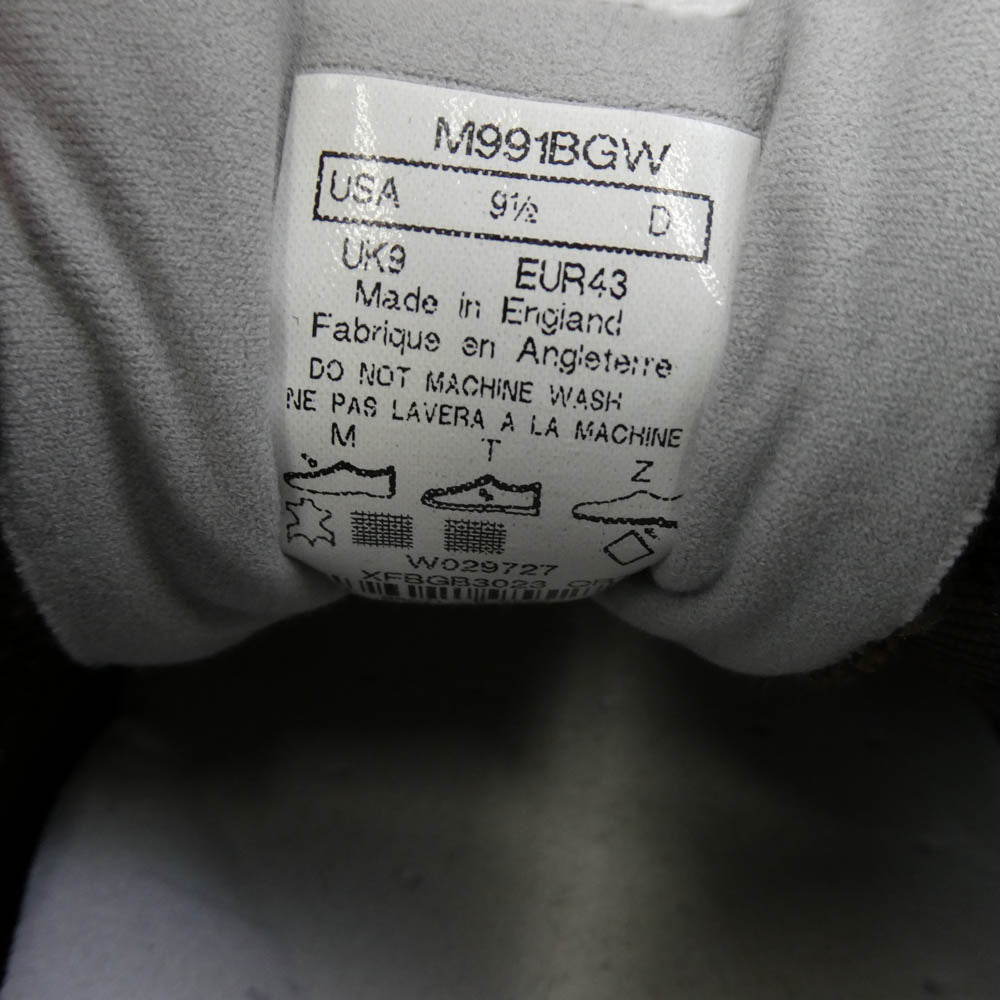 M991BGW
USA 9½ D
UK9 EUR43
Made in England
Fabrique en Angleterre
DO NOT MACHINE WASH
NE PAS LAVERA A LA MACHINE
M T Z
W029727
XFBGB3023